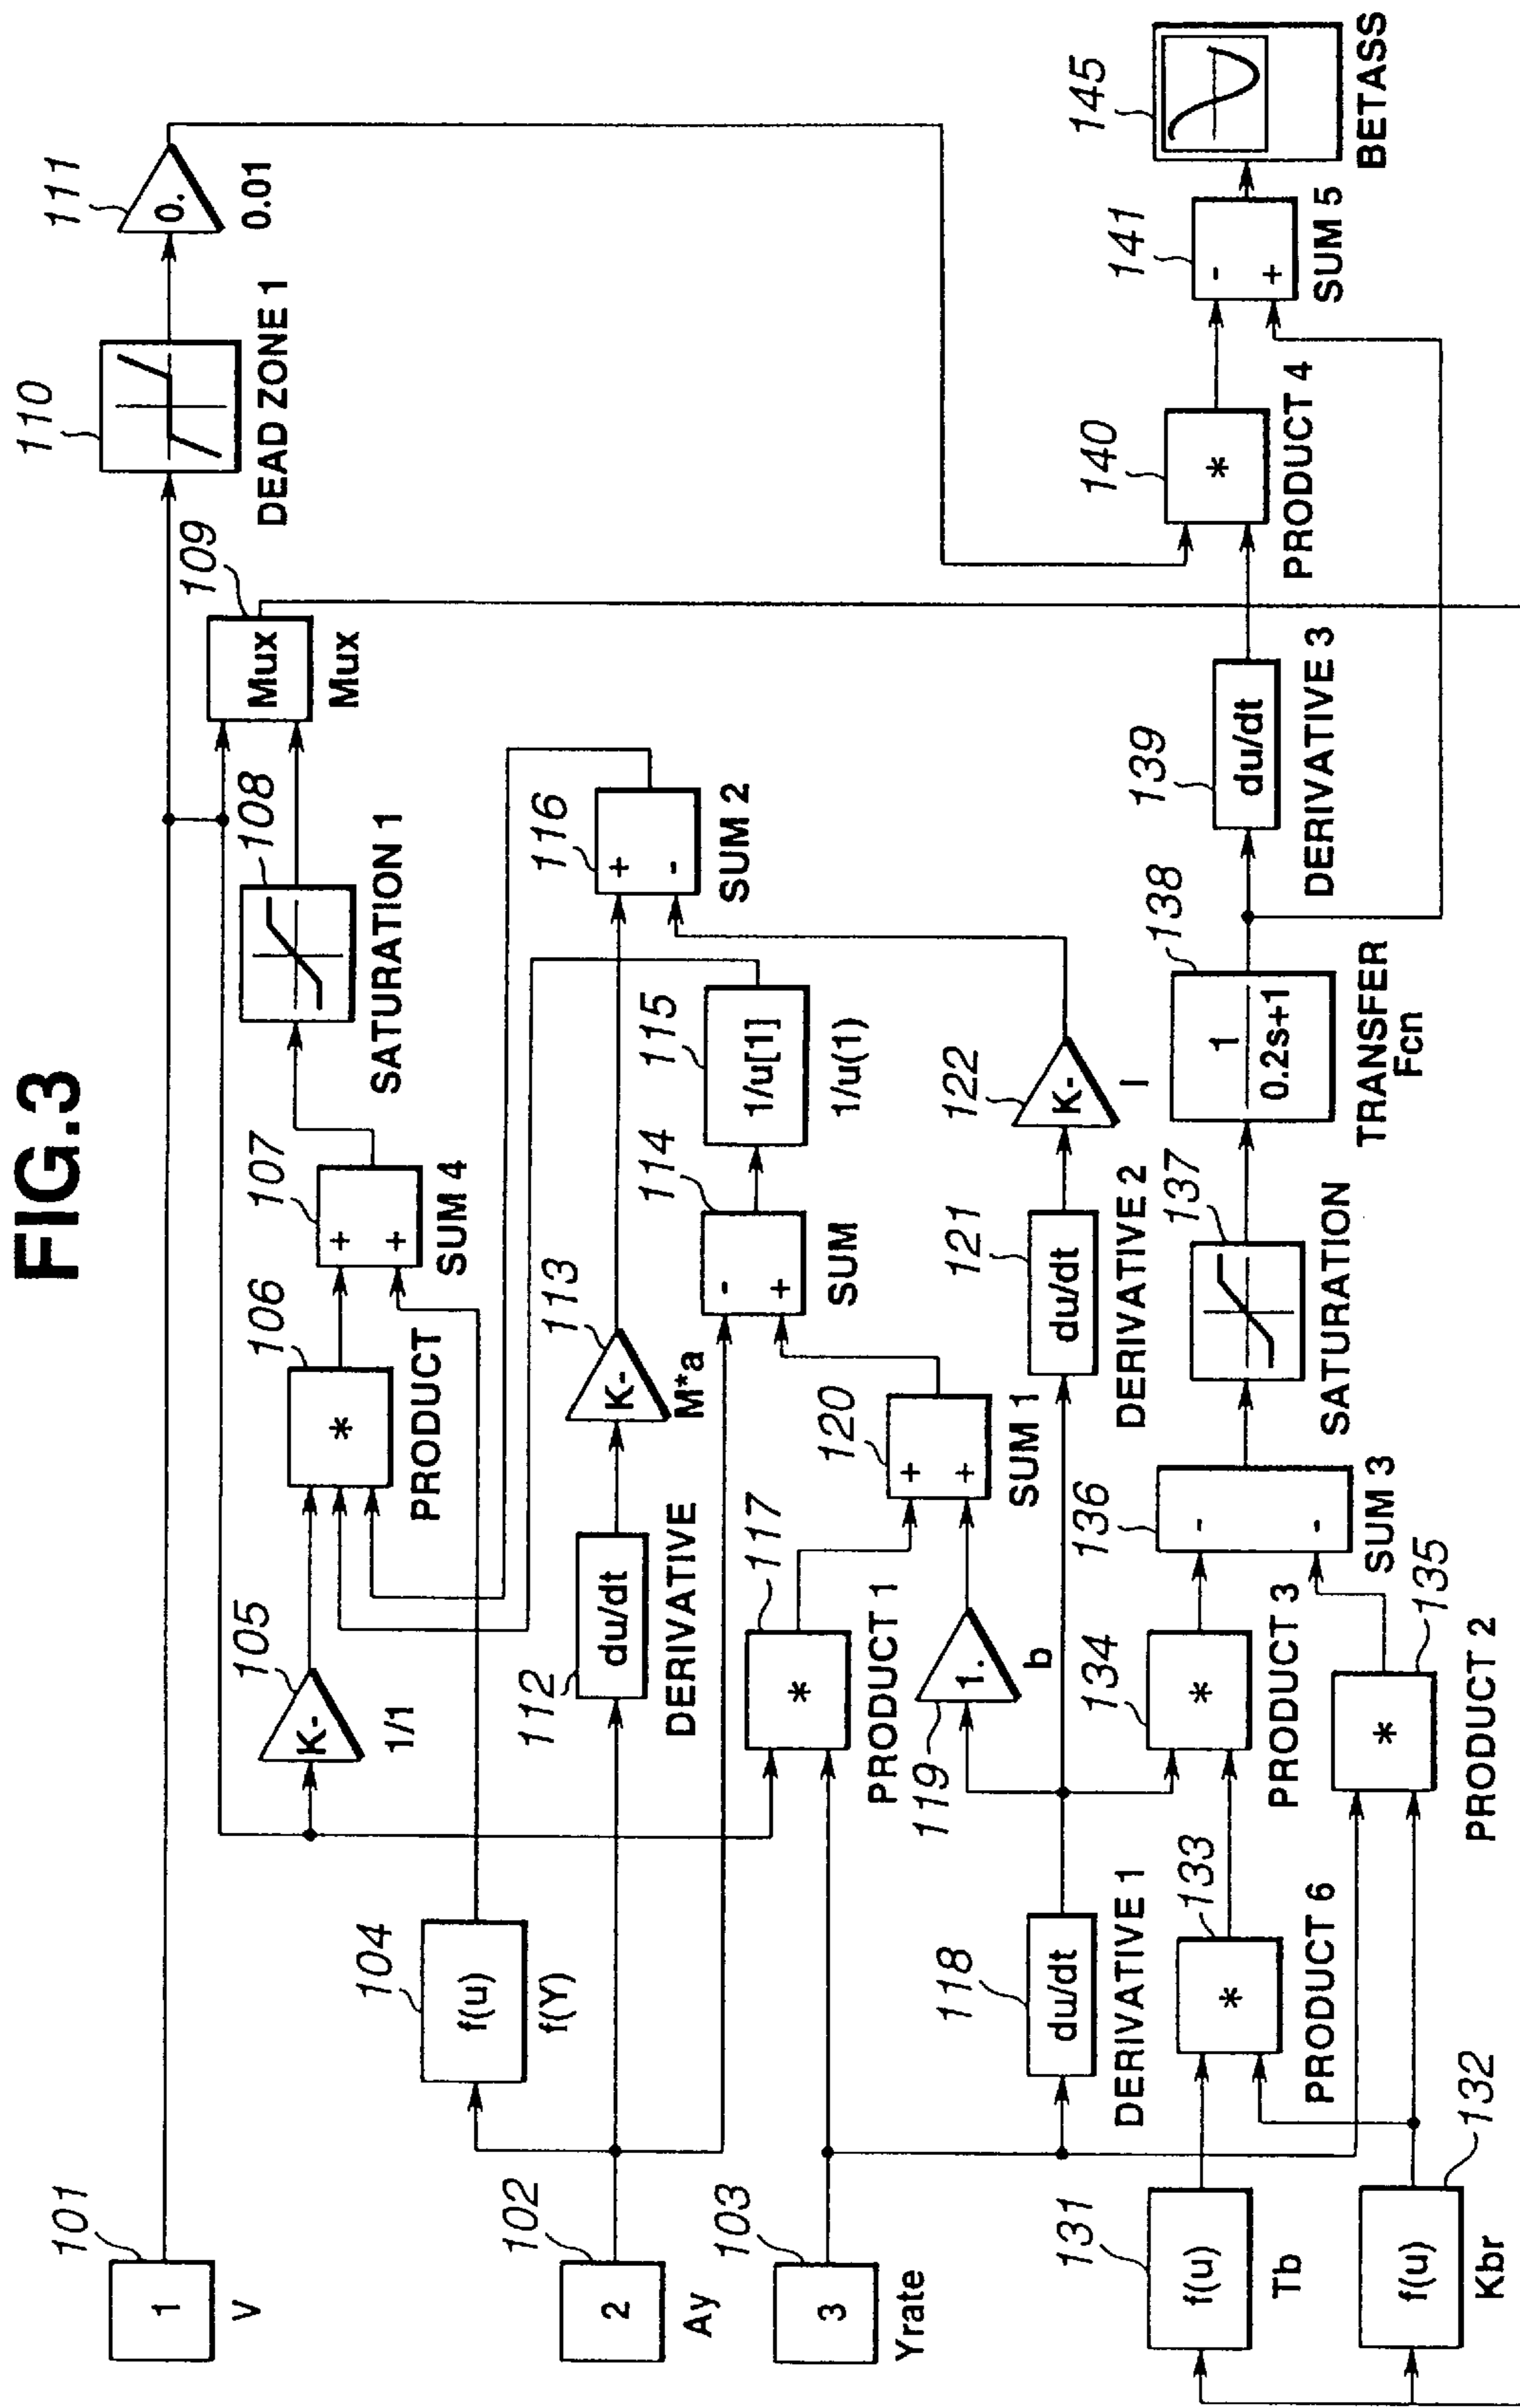 FIG.3
101
1
V
102
2
Ay
103
3
Yrate
104
f(u)
f(Y)
105
K-
1/1
106
*
PRODUCT
107
+
+
SUM 4
108
SATURATION 1
109
Mux
Mux
110
DEAD ZONE 1
111
0.
0.01
112
du/dt
DERIVATIVE
113
K-
M*a
114
-
+
SUM
115
1/u[1]
1/u(1)
116
+
-
SUM 2
117
*
PRODUCT 1
118
du/dt
DERIVATIVE 1
119
1.
b
120
+
+
SUM 1
121
du/dt
DERIVATIVE 2
122
K-
I
131
f(u)
Tb
132
f(u)
Kbr
133
*
PRODUCT 6
134
*
PRODUCT 3
135
*
PRODUCT 2
136
-
-
SUM 3
137
SATURATION
138
1
0.2s+1
TRANSFER
Fcn
139
du/dt
DERIVATIVE 3
140
*
PRODUCT 4
141
-
+
SUM 5
145
BETASS